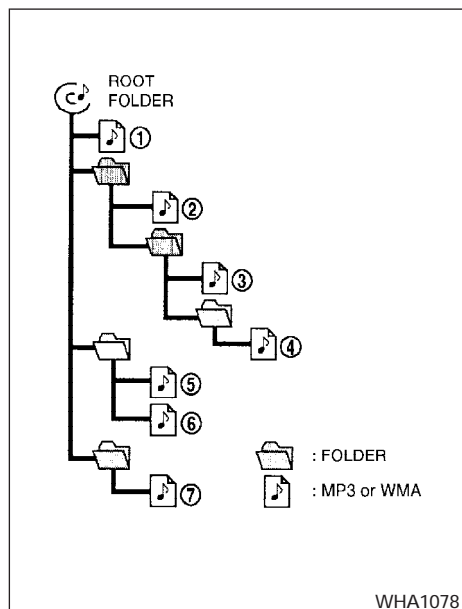 ROOT
FOLDER
①
②
③
④
⑤
⑥
⑦
: FOLDER
: MP3 or WMA
WHA1078